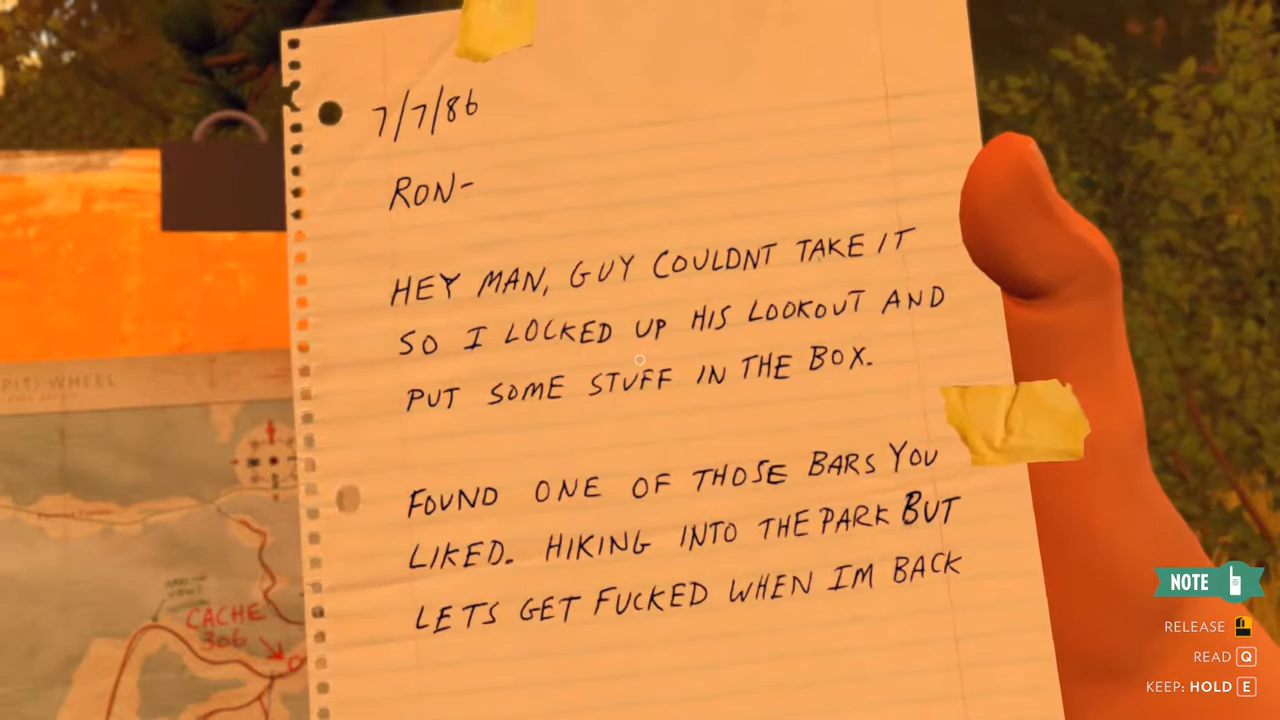 7/7/86
RON-
HEY MAN, GUY COULDNT TAKE IT
SO I LOCKED UP HIS LOOKOUT AND
PUT SOME STUFF IN THE BOX.
FOUND ONE OF THOSE BARS YOU
LIKED. HIKING INTO THE PARK BUT
LETS GET FUCKED WHEN IM BACK
CACHE
306
NOTE
RELEASE
READ Q
KEEP: HOLD E